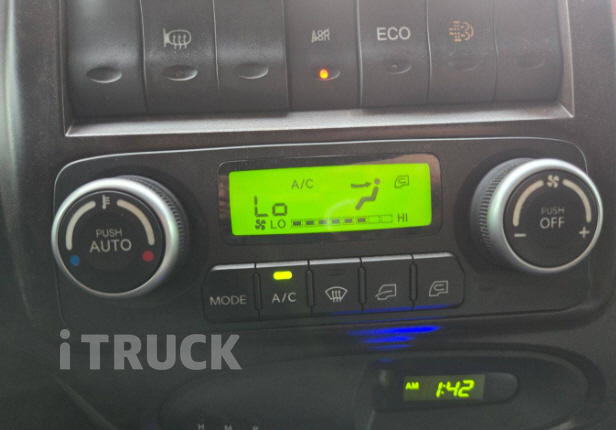 ASR
ECO
A/C
Lo
LO HI
PUSH
AUTO
PUSH
OFF
- +
MODE
A/C
iTRUCK
AM 1:42
H M R